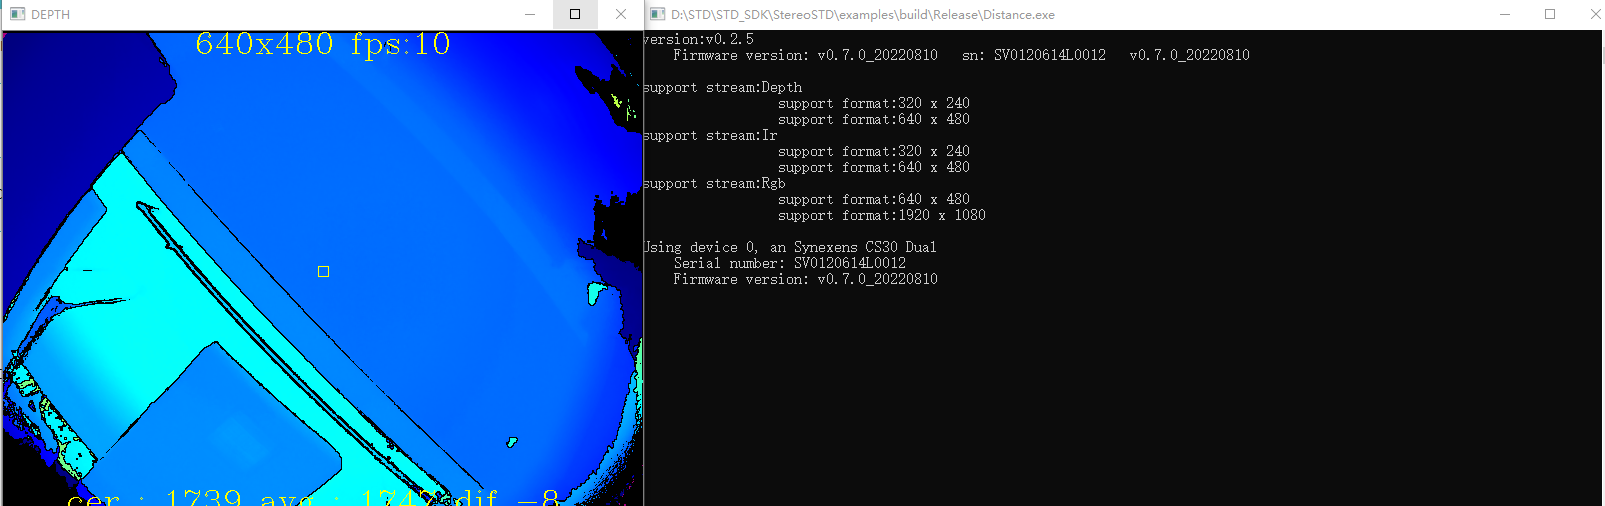 DEPTH
640x480 fps:10
cer : 1739 avg : 1747 dif -8
D:\STD\STD_SDK\StereoSTD\examples\build\Release\Distance.exe
version:v0.2.5
Firmware version: v0.7.0_20220810 sn: SV0120614L0012 v0.7.0_20220810
support stream:Depth
support format:320 x 240
support format:640 x 480
support stream:Ir
support format:320 x 240
support format:640 x 480
support stream:Rgb
support format:640 x 480
support format:1920 x 1080
Using device 0, an Synexens CS30 Dual
Serial number: SV0120614L0012
Firmware version: v0.7.0_20220810